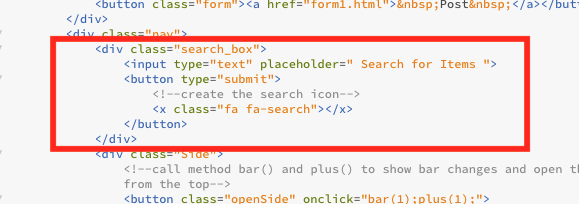 <button class="form"><a href="form1.html">&nbsp;Post&nbsp;</a></button>
</div>
<div class="nav">
<div class="search_box">
<input type="text" placeholder=" Search for Items ">
<button type="submit">
<!--create the search icon-->
<x class="fa fa-search"></x>
</button>
</div>
<div class="Side">
<!--call method bar() and plus() to show bar changes and open th
from the top-->
<button class="openSide" onclick="bar(1);plus(1);">